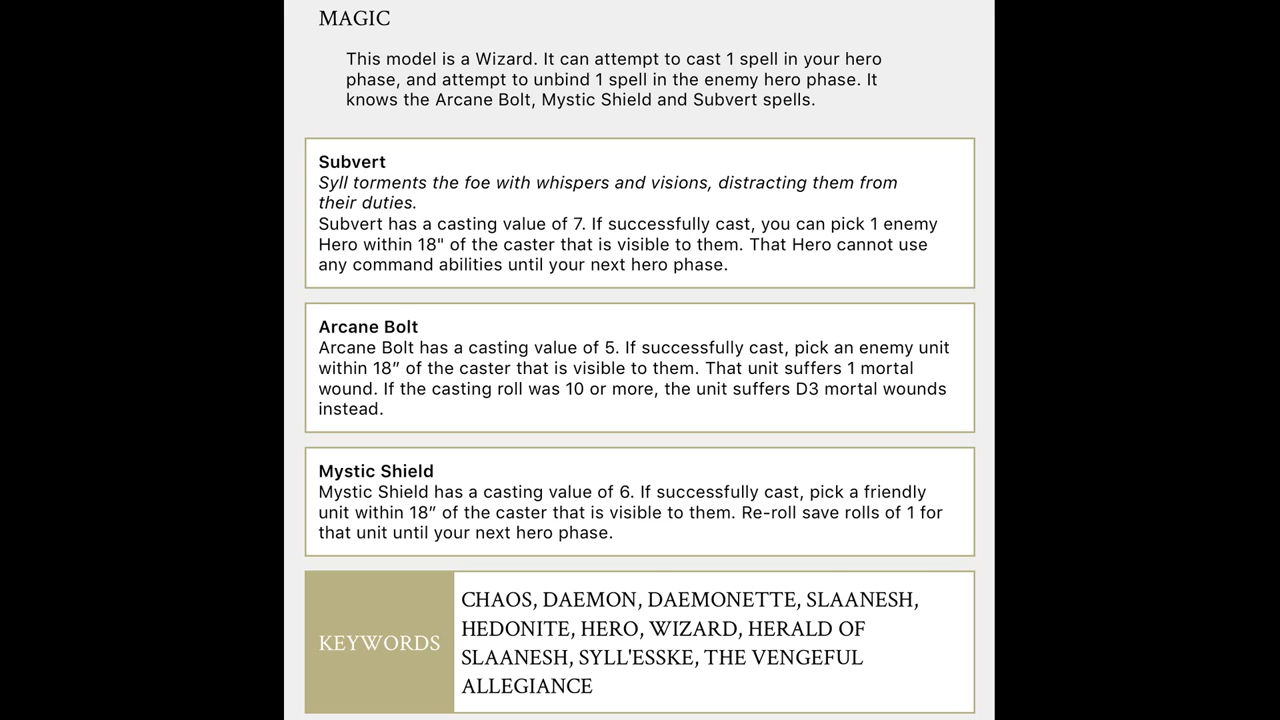 MAGIC
This model is a Wizard. It can attempt to cast 1 spell in your hero
phase, and attempt to unbind 1 spell in the enemy hero phase. It
knows the Arcane Bolt, Mystic Shield and Subvert spells.
Subvert
Syll torments the foe with whispers and visions, distracting them from
their duties.
Subvert has a casting value of 7. If successfully cast, you can pick 1 enemy
Hero within 18" of the caster that is visible to them. That Hero cannot use
any command abilities until your next hero phase.
Arcane Bolt
Arcane Bolt has a casting value of 5. If successfully cast, pick an enemy unit
within 18” of the caster that is visible to them. That unit suffers 1 mortal
wound. If the casting roll was 10 or more, the unit suffers D3 mortal wounds
instead.
Mystic Shield
Mystic Shield has a casting value of 6. If successfully cast, pick a friendly
unit within 18” of the caster that is visible to them. Re-roll save rolls of 1 for
that unit until your next hero phase.
KEYWORDS
CHAOS, DAEMON, DAEMONETTE, SLAANESH,
HEDONITE, HERO, WIZARD, HERALD OF
SLAANESH, SYLL'ESSKE, THE VENGEFUL
ALLEGIANCE